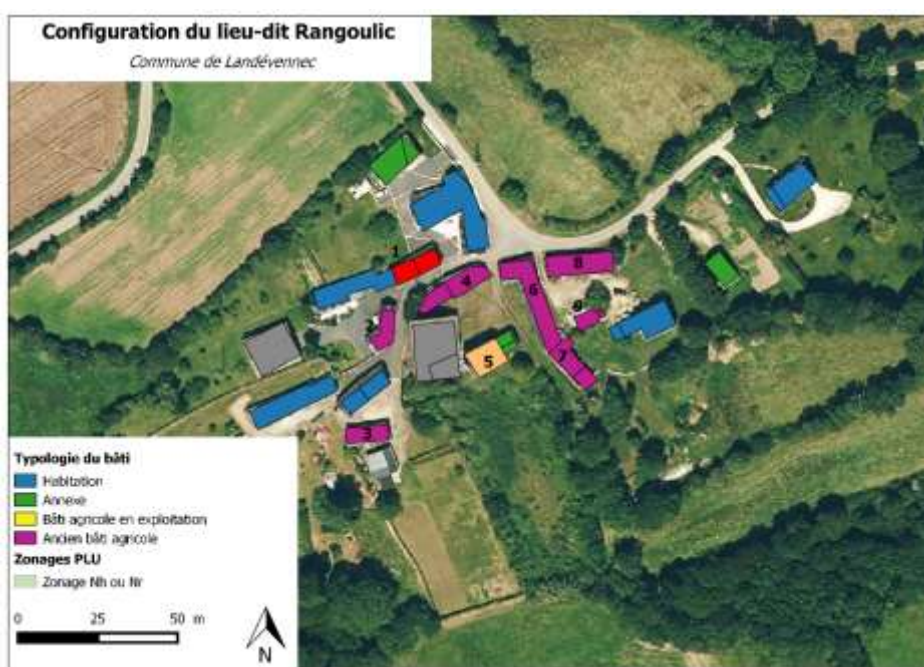 Configuration du lieu-dit Rangoulic
Commune de Landévennec
1
8
4
6
9
5
7
3
Typologie du bâti
Habitation
Annexe
Bâti agricole en exploitation
Ancien bâti agricole
Zonages PLU
Zonage Nh ou Nr
0 25 50 m
N